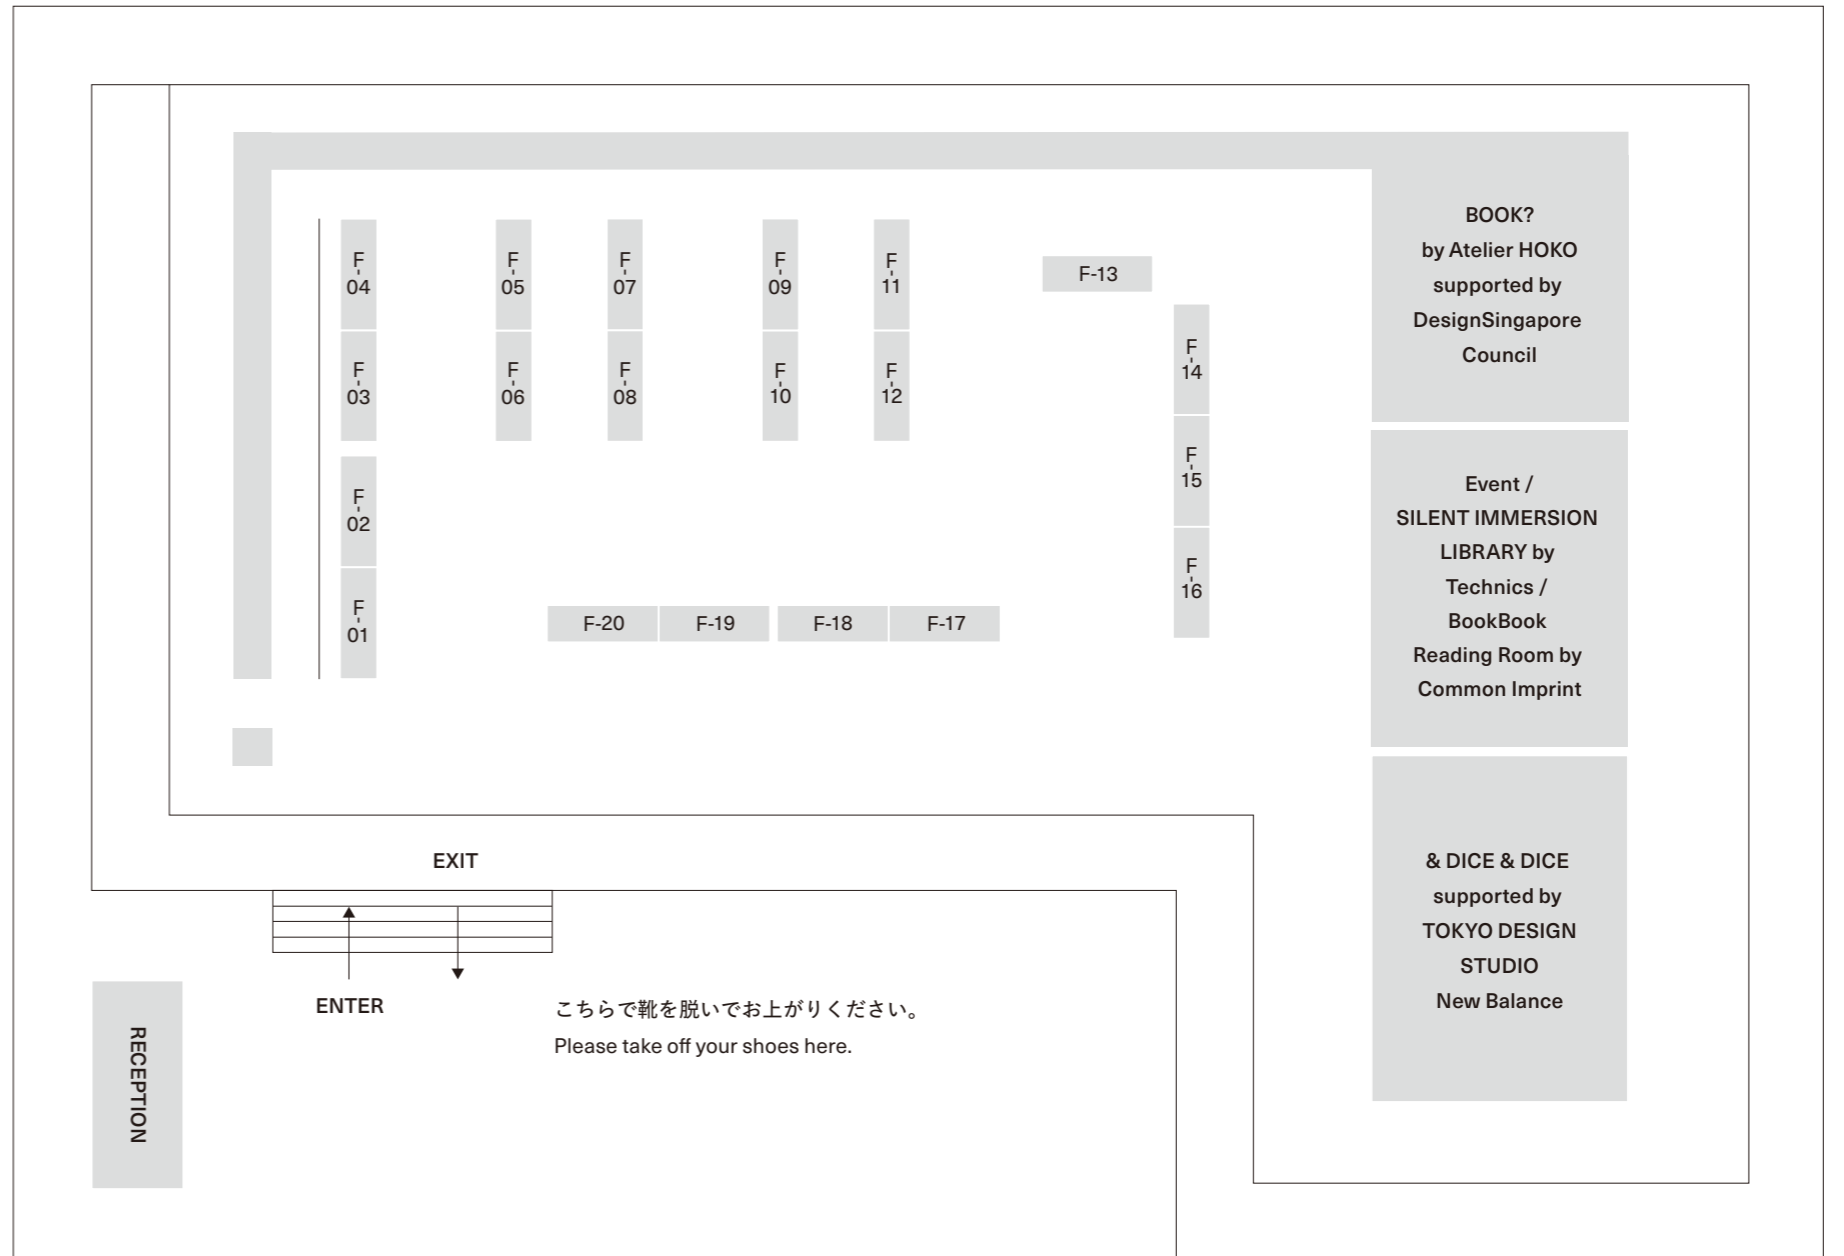 F-04
F-05
F-07
F-09
F-11
F-13
F-03
F-06
F-08
F-10
F-12
F-14
F-15
F-16
F-02
F-01
F-20
F-19
F-18
F-17
BOOK?
by Atelier HOKO
supported by
DesignSingapore
Council
Event /
SILENT IMMERSION
LIBRARY by
Technics /
BookBook
Reading Room by
Common Imprint
& DICE & DICE
supported by
TOKYO DESIGN
STUDIO
New Balance
EXIT
ENTER
こちらで靴を脱いでお上がりください。
Please take off your shoes here.
RECEPTION